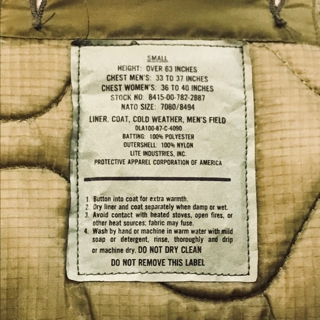 SMALL
HEIGHT: OVER 63 INCHES
CHEST MEN'S: 33 TO 37 INCHES
CHEST WOMEN'S: 36 TO 40 INCHES
STOCK NO: 8415-00-782-2887
NATO SIZE: 7080/8494
LINER, COAT, COLD WEATHER, MEN'S FIELD
DLA100-87-C-4090
BATTING: 100% POLYESTER
OUTERSHELL: 100% NYLON
LITE INDUSTRIES, INC.
PROTECTIVE APPAREL CORPORATION OF AMERICA
1. Button into coat for extra warmth.
2. Dry liner and coat separately when damp or wet.
3. Avoid contact with heated stoves, open fires, or
other heat sources; fabric may fuse.
4. Wash by hand or machine in warm water with mild
soap or detergent, rinse, thoroughly and drip
or machine dry. DO NOT DRY CLEAN
DO NOT REMOVE THIS LABEL